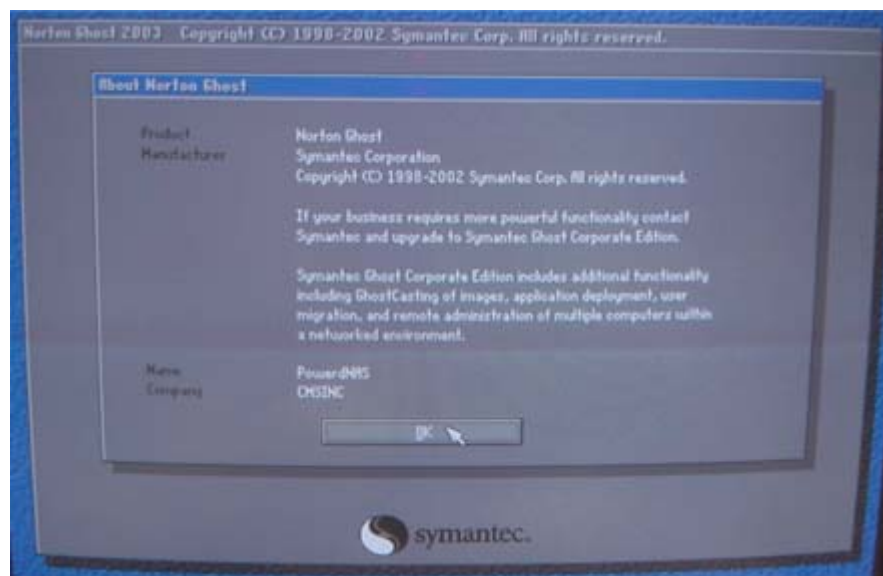 Norton Ghost 2003 Copyright (C) 1998-2002 Symantec Corp. All rights reserved.
About Norton Ghost
Product Norton Ghost
Manufacturer Symantec Corporation
Copyright (C) 1998-2002 Symantec Corp. All rights reserved.
If your business requires more powerful functionality contact
Symantec and upgrade to Symantec Ghost Corporate Edition.
Symantec Ghost Corporate Edition includes additional functionality
including GhostCasting of images, application deployment, user
migration, and remote administration of multiple computers within
a networked environment.
Name PowerdNMS
Company CMSINC
OK
symantec.